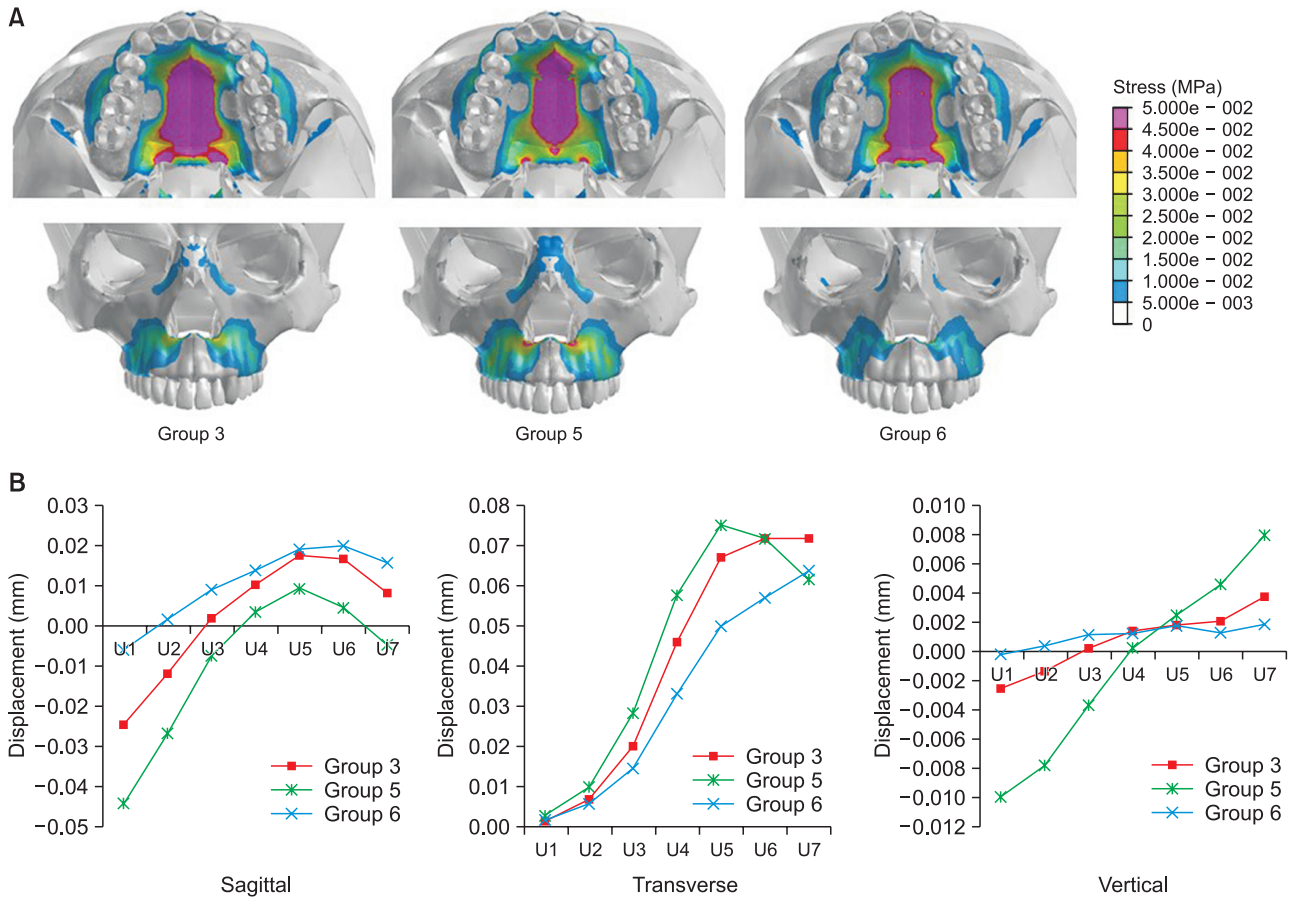 A
Stress (MPa)
5.000e − 002
4.500e − 002
4.000e − 002
3.500e − 002
3.000e − 002
2.500e − 002
2.000e − 002
1.000e − 002
5.000e − 003
0
Group 3
Group 5
Group 6
B
Displacement (mm)
0.03
0.02
0.01
0.00
−0.01
−0.02
−0.03
−0.04
−0.05
U1 U2 U3 U4 U5 U6 U7
Group 3
Group 5
Group 6
Sagittal
Displacement (mm)
0.08
0.07
0.06
0.05
0.04
0.03
0.02
0.01
0.00
U1 U2 U3 U4 U5 U6 U7
Group 3
Group 5
Group 6
Transverse
Displacement (mm)
0.010
0.008
0.006
0.004
0.002
0.000
−0.002
−0.004
−0.006
−0.008
−0.010
−0.012
U1 U2 U3 U4 U5 U6 U7
Group 3
Group 5
Group 6
Vertical